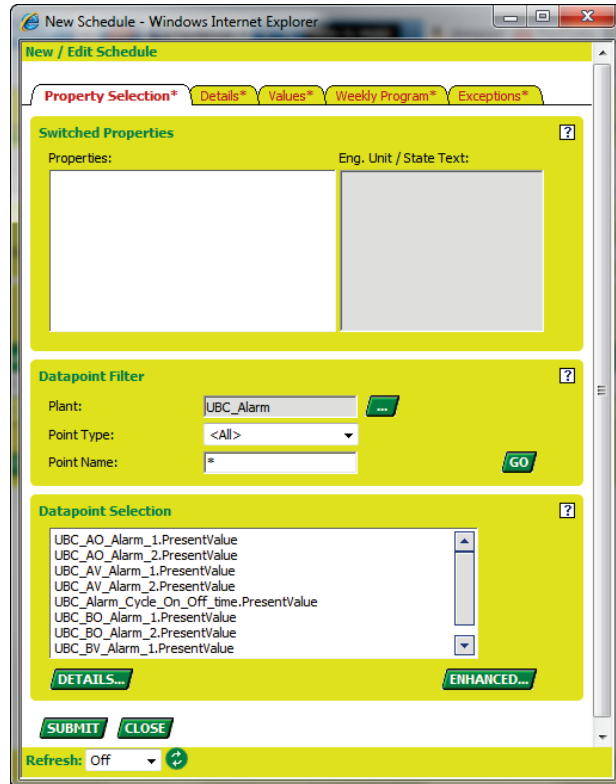 New Schedule - Windows Internet Explorer
New / Edit Schedule
Property Selection* Details* Values* Weekly Program* Exceptions*
Switched Properties ?
Properties: Eng. Unit / State Text:
Datapoint Filter ?
Plant: UBC_Alarm ...
Point Type: <All>
Point Name: * GO
Datapoint Selection ?
UBC_AO_Alarm_1.PresentValue
UBC_AO_Alarm_2.PresentValue
UBC_AV_Alarm_1.PresentValue
UBC_AV_Alarm_2.PresentValue
UBC_Alarm_Cycle_On_Off_time.PresentValue
UBC_BO_Alarm_1.PresentValue
UBC_BO_Alarm_2.PresentValue
UBC_BV_Alarm_1.PresentValue
DETAILS... ENHANCED...
SUBMIT CLOSE
Refresh: Off